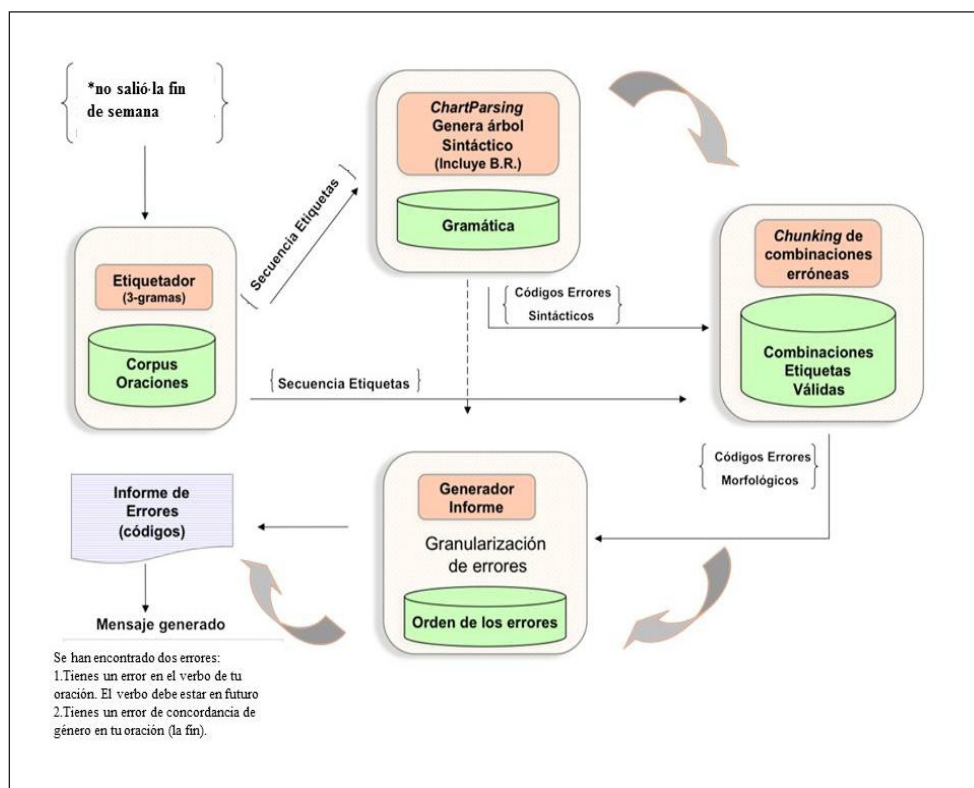 *no salió·la fin
de semana
ChartParsing
Genera árbol
Sintáctico
(Incluye B.R.)
Gramática
Secuencia Etiquetas
Etiquetador
(3-gramas)
Corpus
Oraciones
Chunking de
combinaciones
erróneas
Combinaciones
Etiquetas
Válidas
Códigos Errores
Sintácticos
Secuencia Etiquetas
Códigos Errores
Morfológicos
Generador
Informe
Granularización
de errores
Orden de los errores
Informe de
Errores
(códigos)
Mensaje generado
Se han encontrado dos errores:
1.Tienes un error en el verbo de tu
oración. El verbo debe estar en futuro
2.Tienes un error de concordancia de
género en tu oración (la fin).